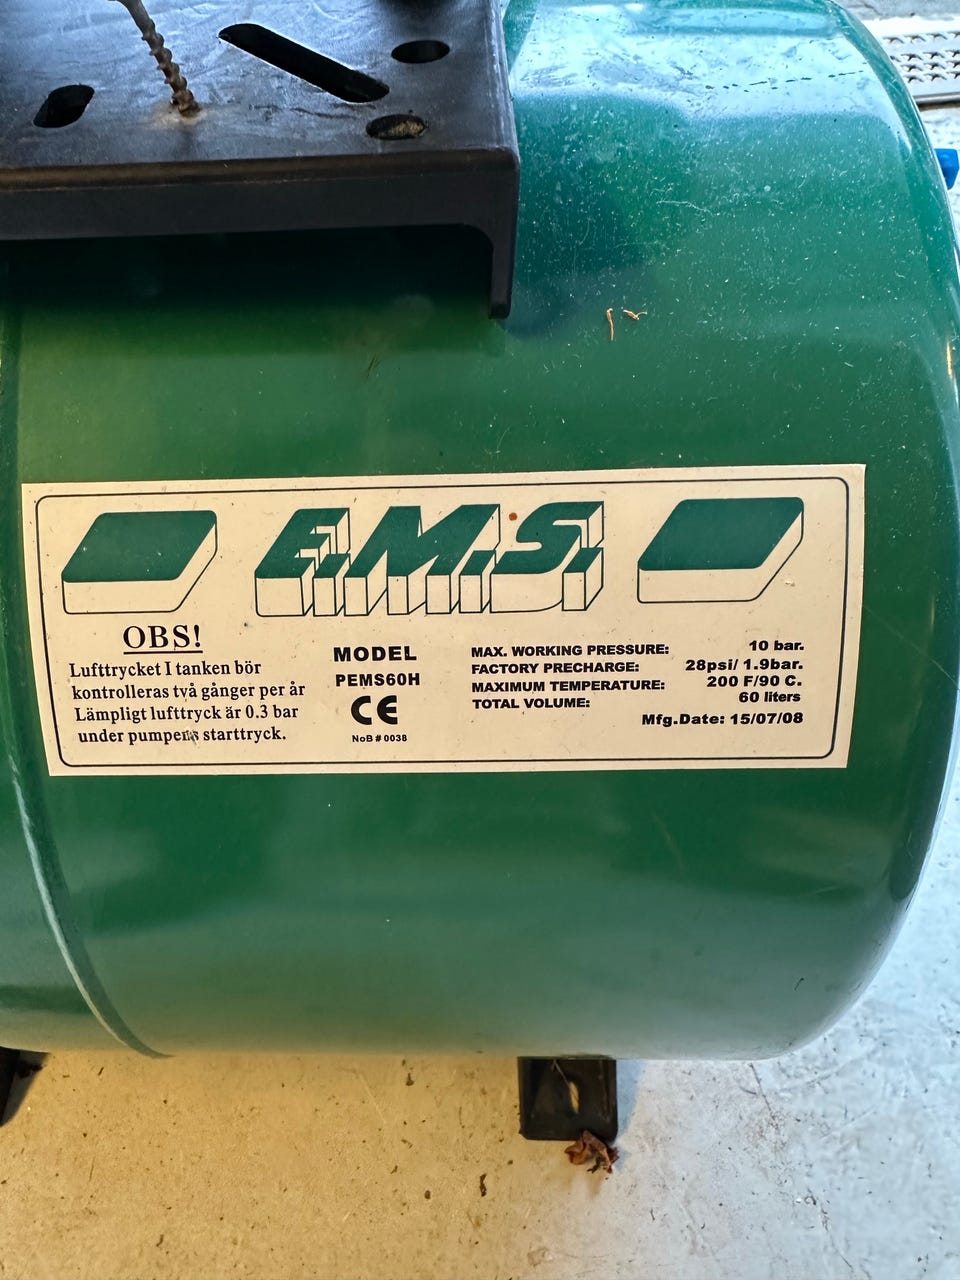 E.M.S.
OBS!
Lufttrycket I tanken bör
kontrolleras två gånger per år
Lämpligt lufttryck är 0.3 bar
under pumpens starttryck.
MODEL
PEMS60H
CE
NoB # 0038
MAX. WORKING PRESSURE: 10 bar.
FACTORY PRECHARGE: 28psi/ 1.9bar.
MAXIMUM TEMPERATURE: 200 F/90 C.
TOTAL VOLUME: 60 liters
Mfg.Date: 15/07/08